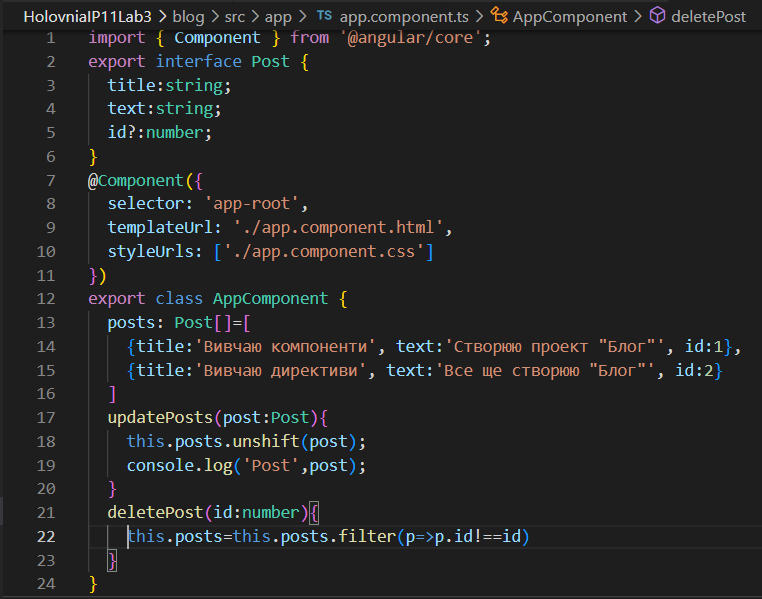 HolovniaIP11Lab3 > blog > src > app > TS app.component.ts > AppComponent > deletePost
1 import { Component } from '@angular/core';
2 export interface Post {
3   title:string;
4   text:string;
5   id?:number;
6 }
7 @Component({
8   selector: 'app-root',
9   templateUrl: './app.component.html',
10   styleUrls: ['./app.component.css']
11 })
12 export class AppComponent {
13   posts: Post[]=[
14     {title:'Вивчаю компоненти', text:'Створюю проект "Блог"', id:1},
15     {title:'Вивчаю директиви', text:'Все ще створюю "Блог"', id:2}
16   ]
17   updatePosts(post:Post){
18     this.posts.unshift(post);
19     console.log('Post',post);
20   }
21   deletePost(id:number){
22     this.posts=this.posts.filter(p=>p.id!==id)
23   }
24 }